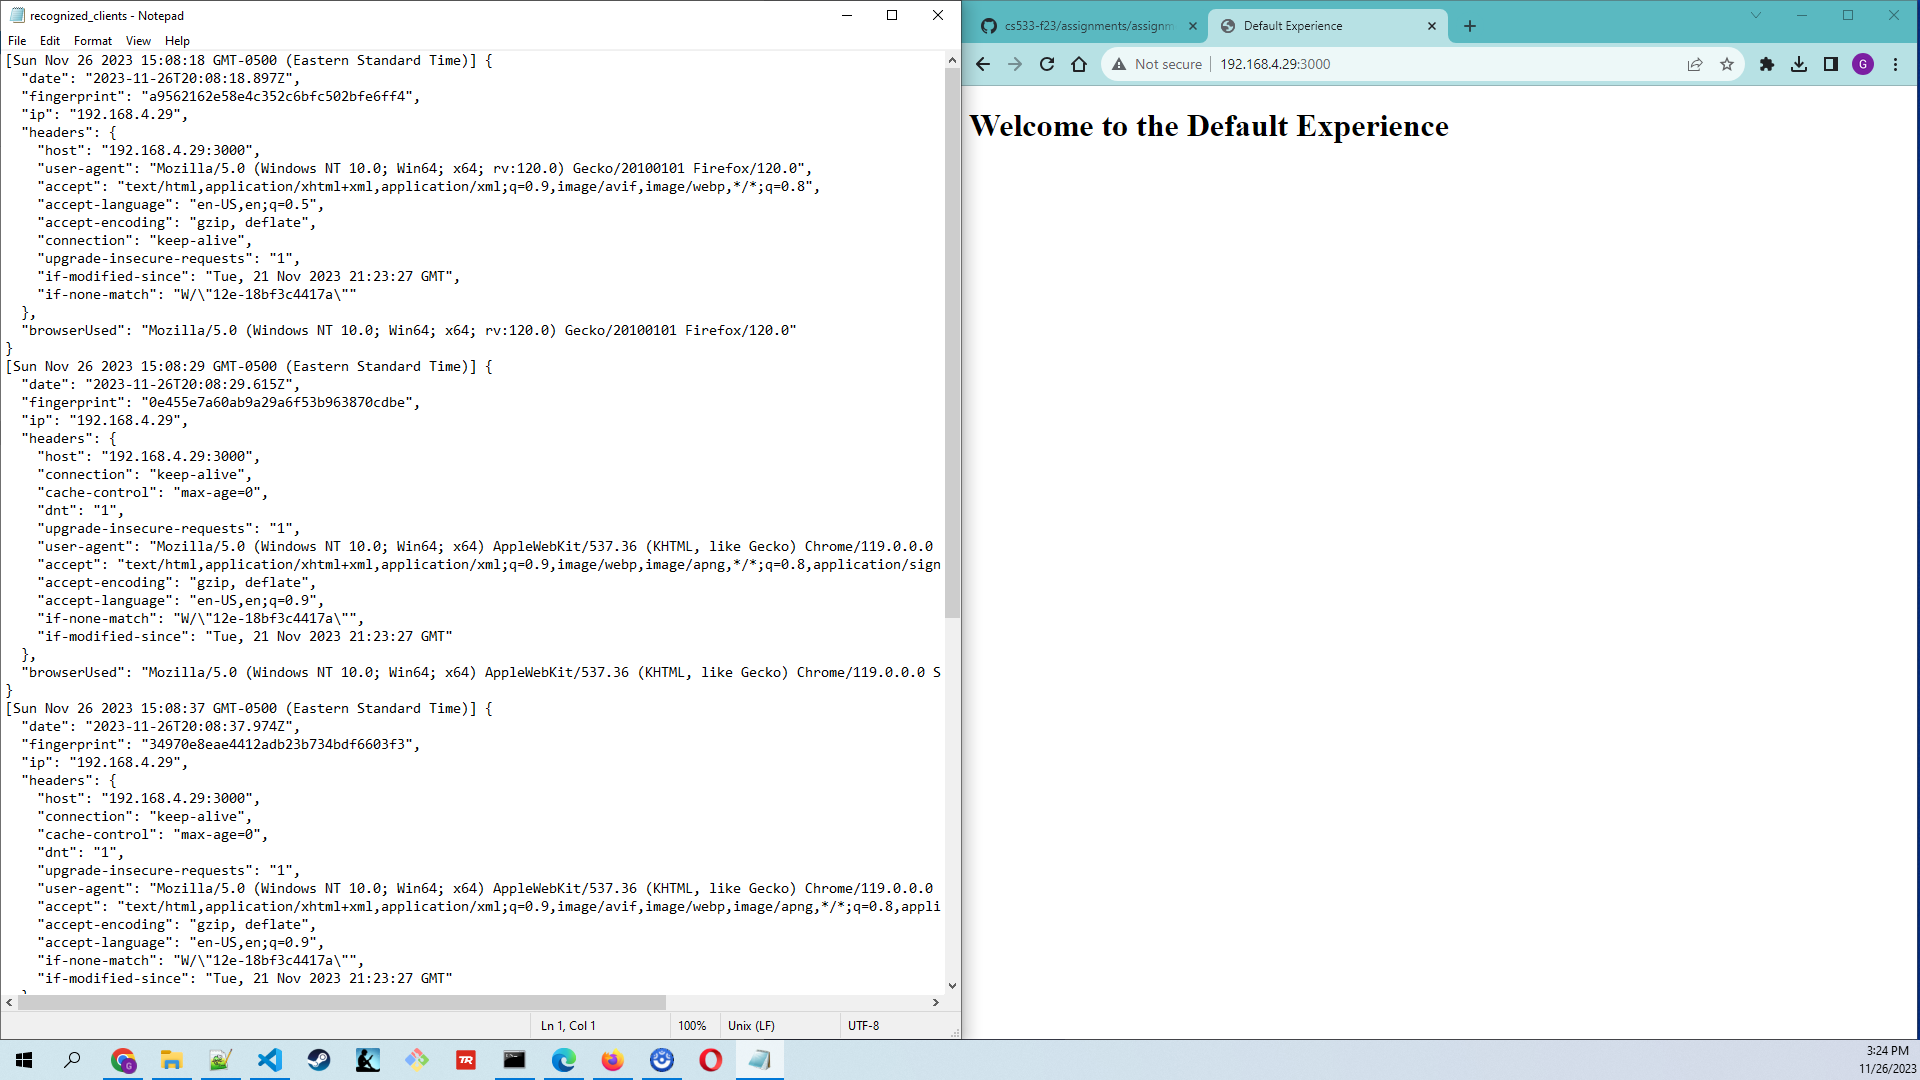 recognized_clients - Notepad
File Edit Format View Help
[Sun Nov 26 2023 15:08:18 GMT-0500 (Eastern Standard Time)] {
  "date": "2023-11-26T20:08:18.897Z",
  "fingerprint": "a9562162e58e4c352c6bfc502bfe6ff4",
  "ip": "192.168.4.29",
  "headers": {
    "host": "192.168.4.29:3000",
    "user-agent": "Mozilla/5.0 (Windows NT 10.0; Win64; x64; rv:120.0) Gecko/20100101 Firefox/120.0",
    "accept": "text/html,application/xhtml+xml,application/xml;q=0.9,image/avif,image/webp,*/*;q=0.8",
    "accept-language": "en-US,en;q=0.5",
    "accept-encoding": "gzip, deflate",
    "connection": "keep-alive",
    "upgrade-insecure-requests": "1",
    "if-modified-since": "Tue, 21 Nov 2023 21:23:27 GMT",
    "if-none-match": "W/\"12e-18bf3c4417a\""
  },
  "browserUsed": "Mozilla/5.0 (Windows NT 10.0; Win64; x64; rv:120.0) Gecko/20100101 Firefox/120.0"
}
[Sun Nov 26 2023 15:08:29 GMT-0500 (Eastern Standard Time)] {
  "date": "2023-11-26T20:08:29.615Z",
  "fingerprint": "0e455e7a60ab9a29a6f53b963870cdbe",
  "ip": "192.168.4.29",
  "headers": {
    "host": "192.168.4.29:3000",
    "connection": "keep-alive",
    "cache-control": "max-age=0",
    "dnt": "1",
    "upgrade-insecure-requests": "1",
    "user-agent": "Mozilla/5.0 (Windows NT 10.0; Win64; x64) AppleWebKit/537.36 (KHTML, like Gecko) Chrome/119.0.0.0
    "accept": "text/html,application/xhtml+xml,application/xml;q=0.9,image/webp,image/apng,*/*;q=0.8,application/sign
    "accept-encoding": "gzip, deflate",
    "accept-language": "en-US,en;q=0.9",
    "if-none-match": "W/\"12e-18bf3c4417a\"",
    "if-modified-since": "Tue, 21 Nov 2023 21:23:27 GMT"
  },
  "browserUsed": "Mozilla/5.0 (Windows NT 10.0; Win64; x64) AppleWebKit/537.36 (KHTML, like Gecko) Chrome/119.0.0.0 S
}
[Sun Nov 26 2023 15:08:37 GMT-0500 (Eastern Standard Time)] {
  "date": "2023-11-26T20:08:37.974Z",
  "fingerprint": "34970e8eae4412adb23b734bdf6603f3",
  "ip": "192.168.4.29",
  "headers": {
    "host": "192.168.4.29:3000",
    "connection": "keep-alive",
    "cache-control": "max-age=0",
    "dnt": "1",
    "upgrade-insecure-requests": "1",
    "user-agent": "Mozilla/5.0 (Windows NT 10.0; Win64; x64) AppleWebKit/537.36 (KHTML, like Gecko) Chrome/119.0.0.0
    "accept": "text/html,application/xhtml+xml,application/xml;q=0.9,image/avif,image/webp,image/apng,*/*;q=0.8,appli
    "accept-encoding": "gzip, deflate",
    "accept-language": "en-US,en;q=0.9",
    "if-none-match": "W/\"12e-18bf3c4417a\"",
    "if-modified-since": "Tue, 21 Nov 2023 21:23:27 GMT"
Ln 1, Col 1 100% Unix (LF) UTF-8
cs533-f23/assignments/assignm
Default Experience
Not secure 192.168.4.29:3000
G
Welcome to the Default Experience
G
TR
3:24 PM
11/26/2023